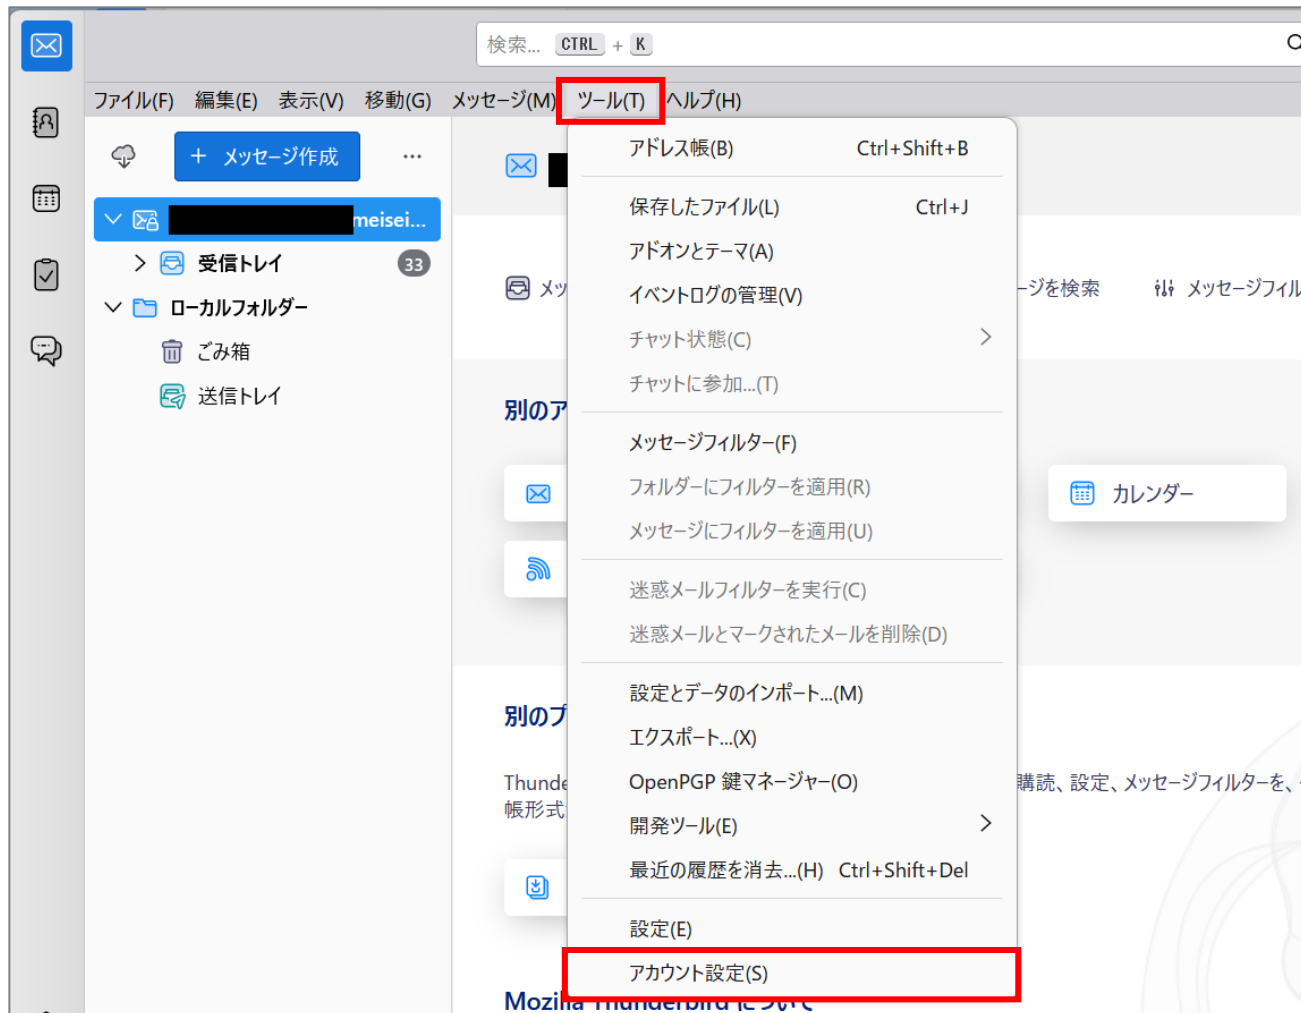 検索... CTRL + K
ファイル(F) 編集(E) 表示(V) 移動(G) メッセージ(M) ツール(T) ヘルプ(H)
+ メッセージ作成 ...
meisei...
受信トレイ 33
ローカルフォルダー
ごみ箱
送信トレイ
アドレス帳(B) Ctrl+Shift+B
保存したファイル(L) Ctrl+J
アドオンとテーマ(A)
イベントログの管理(V)
チャット状態(C)
チャットに参加...(T)
メッセージフィルター(F)
フォルダーにフィルターを適用(R)
メッセージにフィルターを適用(U)
迷惑メールフィルターを実行(C)
迷惑メールとマークされたメールを削除(D)
設定とデータのインポート...(M)
エクスポート...(X)
OpenPGP 鍵マネージャー(O)
開発ツール(E)
最近の履歴を消去...(H) Ctrl+Shift+Del
設定(E)
アカウント設定(S)
メッ
ージを検索 メッセージフィル
別のア
カレンダー
別のプ
Thunde
購読、設定、メッセージフィルターを、
帳形式
Mozilla Thunderbird について